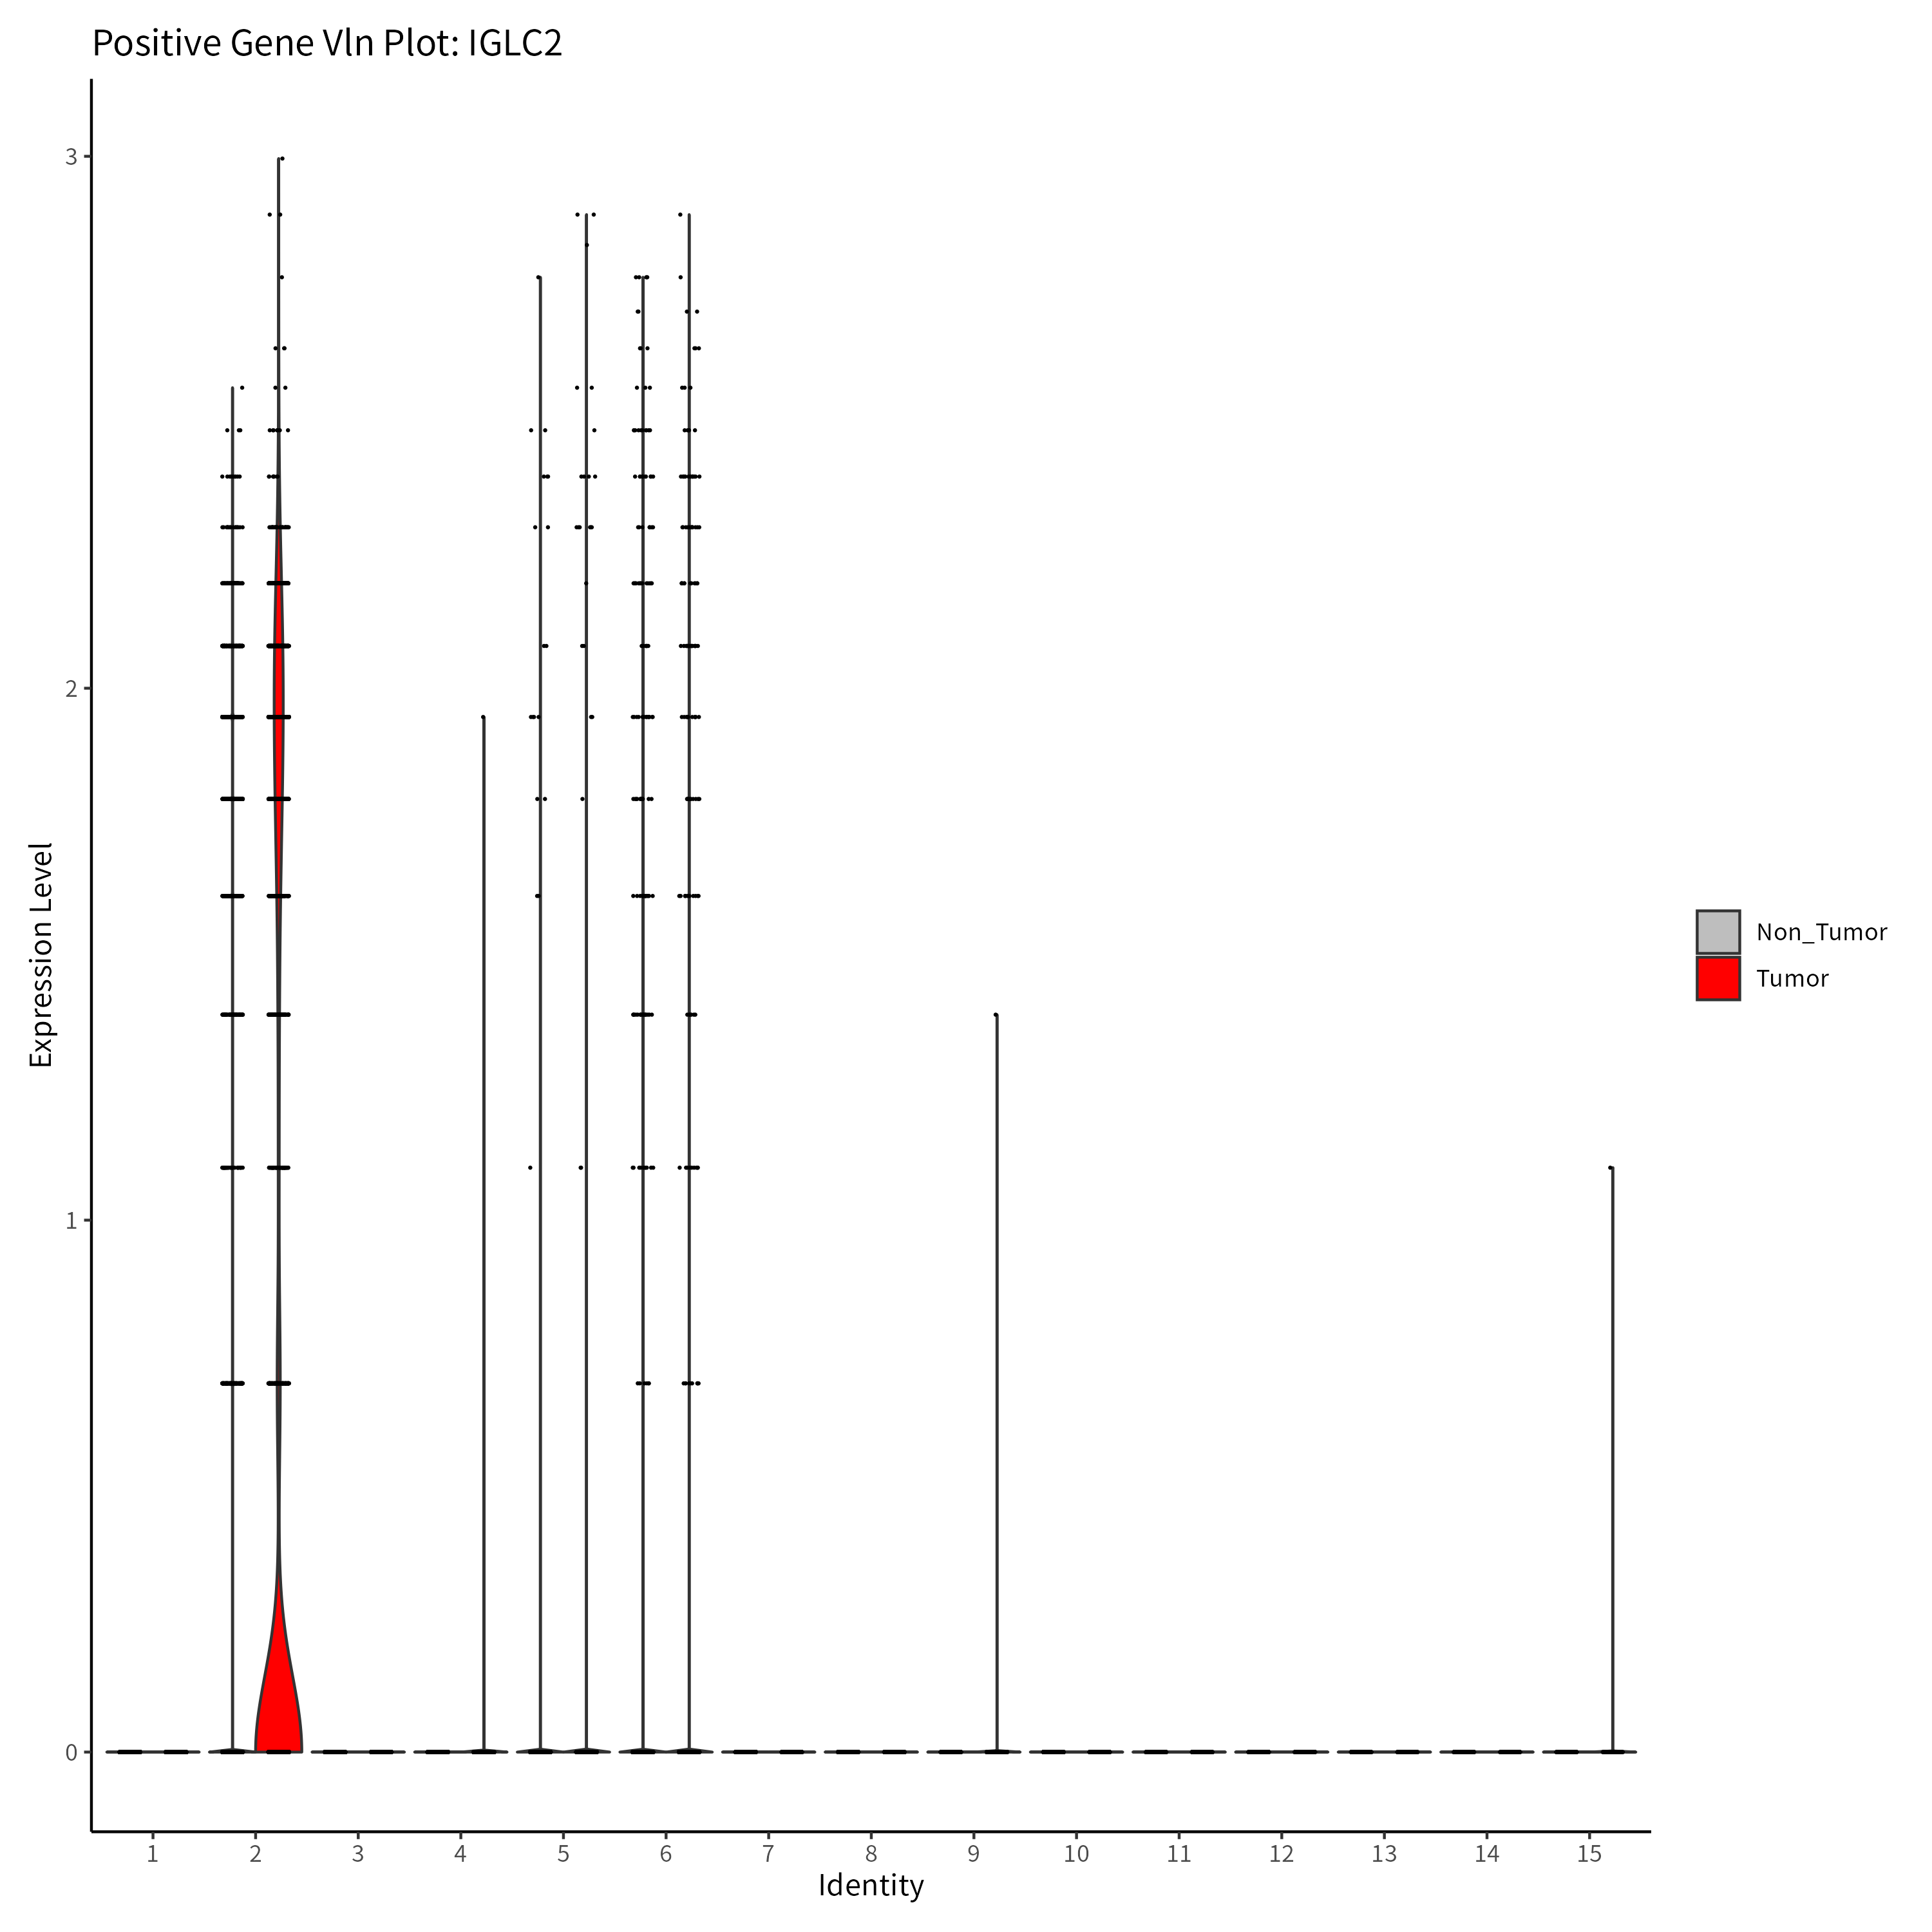 Positive Gene Vln Plot: IGLC2
3
2
1
0
Expression Level
1 2 3 4 5 6 7 8 9 10 11 12 13 14 15
Identity
Non_Tumor
Tumor